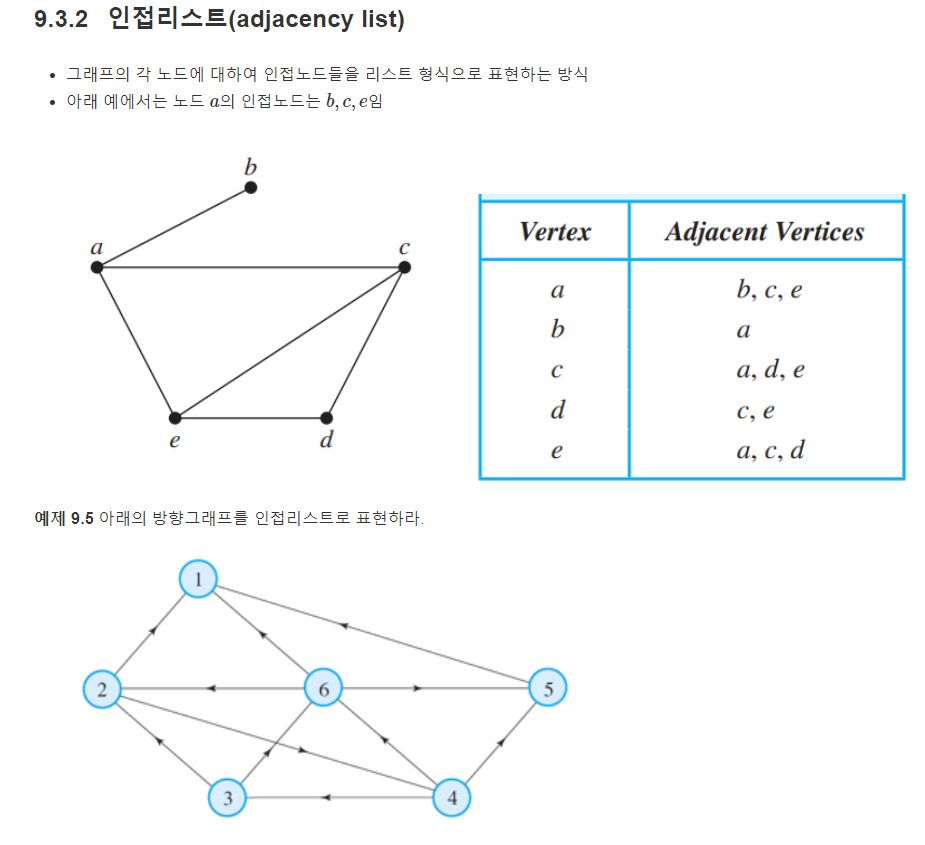 9.3.2 인접리스트(adjacency list)
• 그래프의 각 노드에 대하여 인접노드들을 리스트 형식으로 표현하는 방식
• 아래 예에서는 노드 a의 인접노드는 b, c, e임
b
a
c
e
d
Vertex Adjacent Vertices
a b, c, e
b a
c a, d, e
d c, e
e a, c, d
예제 9.5 아래의 방향그래프를 인접리스트로 표현하라.
1
2
6
5
3
4